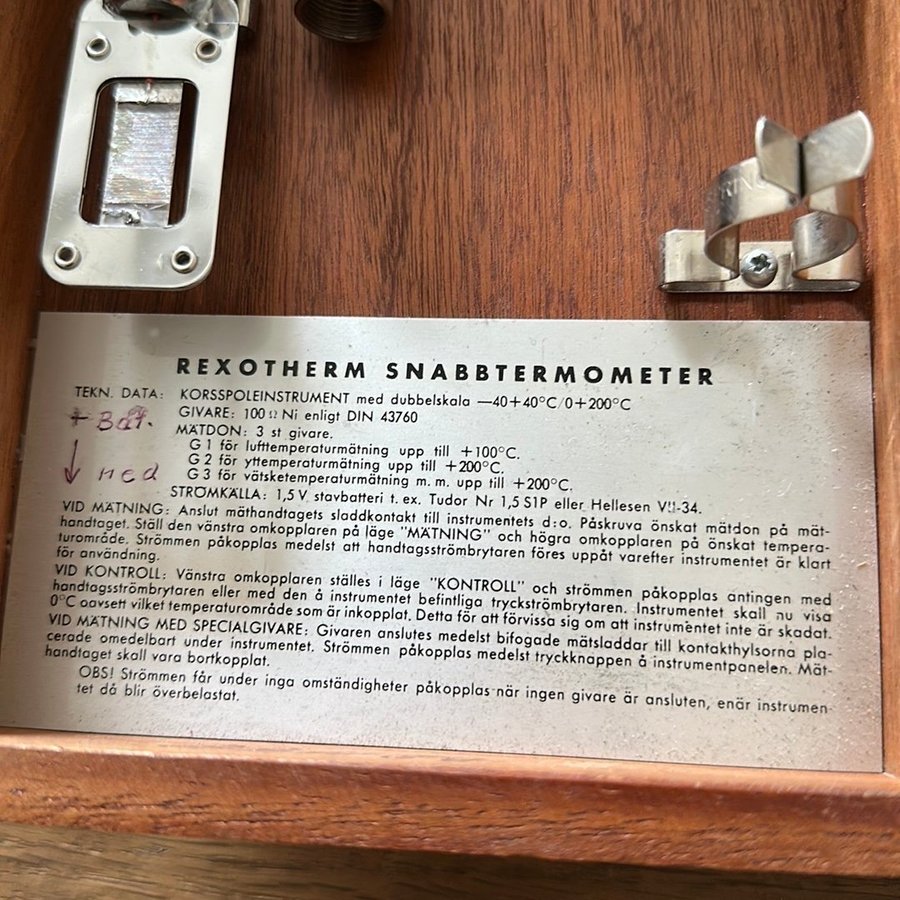 RING
REXOTHERM SNABBTERMOMETER
TEKN. DATA: KORSSPOLEINSTRUMENT med dubbelskala —40+40°C/0+200°C
GIVARE: 100 Ω Ni enligt DIN 43760
MÄTDON: 3 st givare.
G 1 för lufttemperaturmätning upp till +100°C.
G 2 för yttemperaturmätning upp till +200°C.
G 3 för vätsketemperaturmätning m. m. upp till +200°C.
+ Bat.
↓ ned
STRÖMKÄLLA: 1,5 V stavbatteri t. ex. Tudor Nr 1,5 S1P eller Hellesen VII-34.
VID MÄTNING: Anslut mäthandtagets sladdkontakt till instrumentets d:o. Påskruva önskat mätdon på mät-
handtaget. Ställ den vänstra omkopplaren på läge "MÄTNING" och högra omkopplaren på önskat tempera-
turområde. Strömmen påkopplas medelst att handtagsströmbrytaren föres uppåt varefter instrumentet är klart
för användning.
VID KONTROLL: Vänstra omkopplaren ställes i läge "KONTROLL" och strömmen påkopplas antingen med
handtagsströmbrytaren eller med den å instrumentet befintliga tryckströmbrytaren. Instrumentet skall nu visa
0°C oavsett vilket temperaturområde som är inkopplat. Detta för att förvissa sig om att instrumentet inte är skadat.
VID MÄTNING MED SPECIALGIVARE: Givaren anslutes medelst bifogade mätsladdar till kontakthylsorna pla-
cerade omedelbart under instrumentet. Strömmen påkopplas medelst tryckknappen å instrumentpanelen. Mät-
handtaget skall vara bortkopplat.
OBS! Strömmen får under inga omständigheter påkopplas när ingen givare är ansluten, enär instrumen-
tet då blir överbelastat.